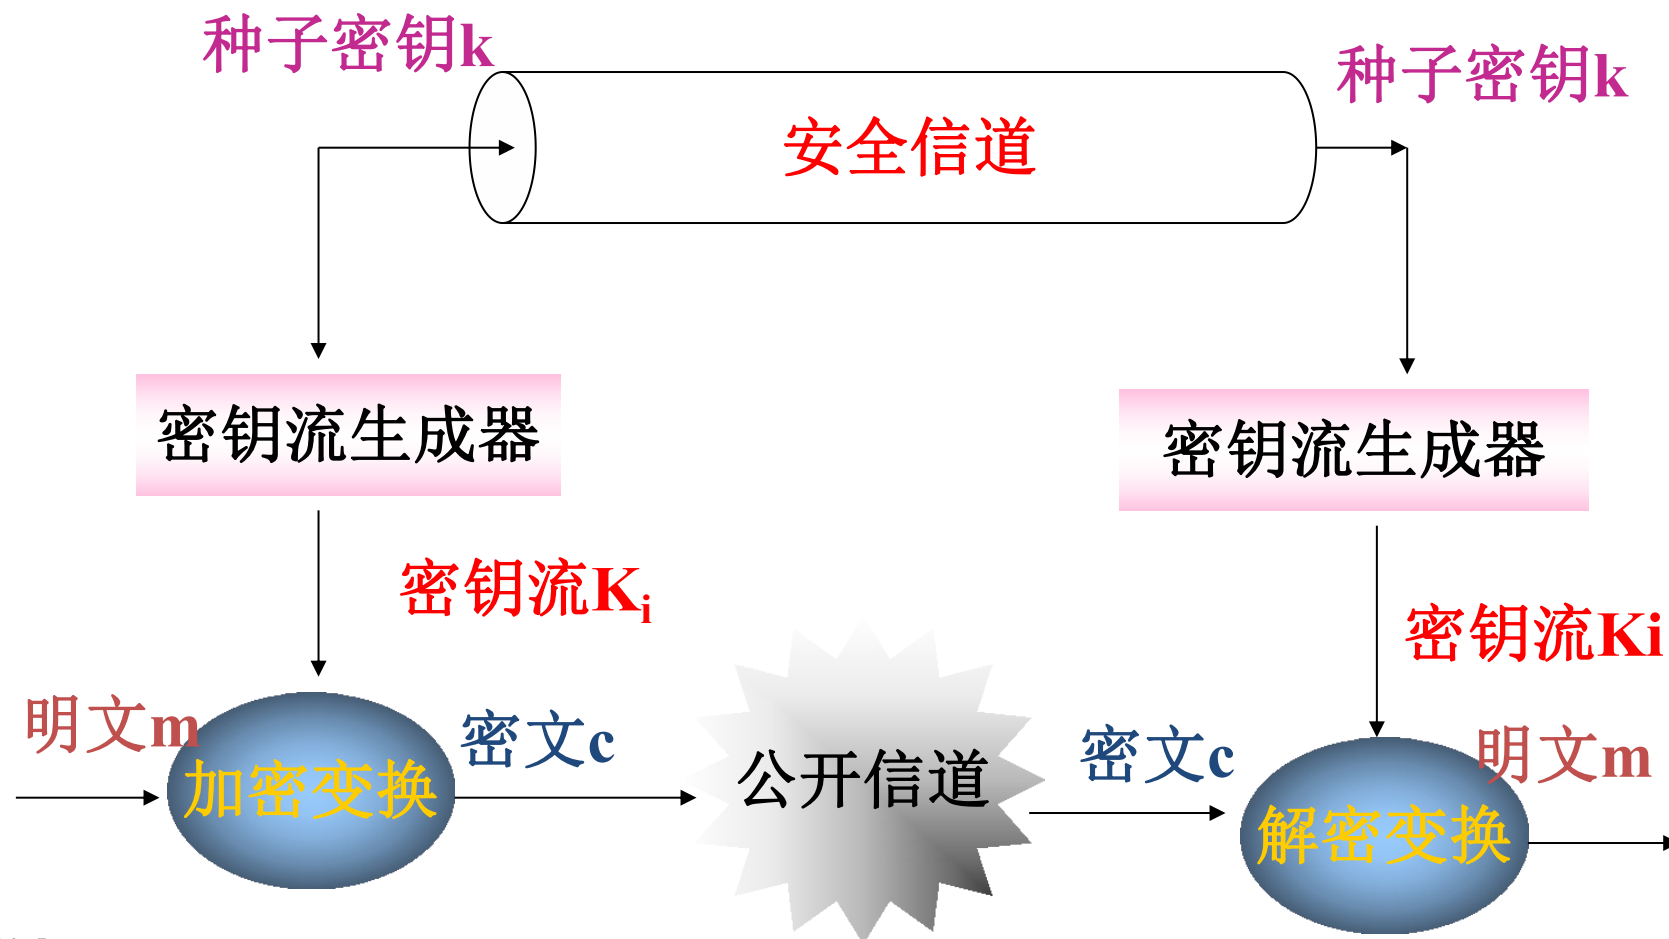 种子密钥k
种子密钥k
安全信道
密钥流生成器
密钥流生成器
密钥流Ki
密钥流Ki
明文m
加密变换
密文c
公开信道
密文c
明文m
解密变换